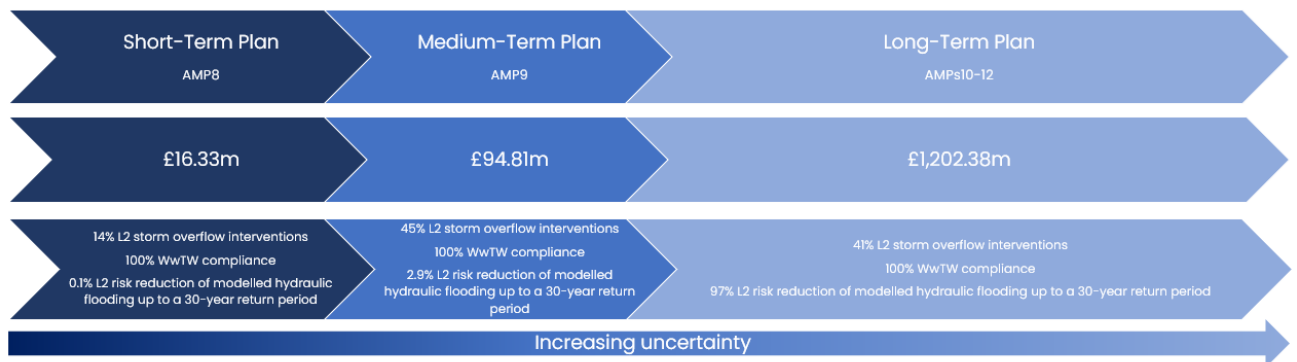 Short-Term Plan
AMP8
Medium-Term Plan
AMP9
Long-Term Plan
AMPs10-12
£16.33m
£94.81m
£1,202.38m
14% L2 storm overflow interventions
100% WwTW compliance
0.1% L2 risk reduction of modelled hydraulic
flooding up to a 30-year return period
45% L2 storm overflow interventions
100% WwTW compliance
2.9% L2 risk reduction of modelled
hydraulic flooding up to a 30-year return
period
41% L2 storm overflow interventions
100% WwTW compliance
97% L2 risk reduction of modelled hydraulic flooding up to a 30-year return period
Increasing uncertainty